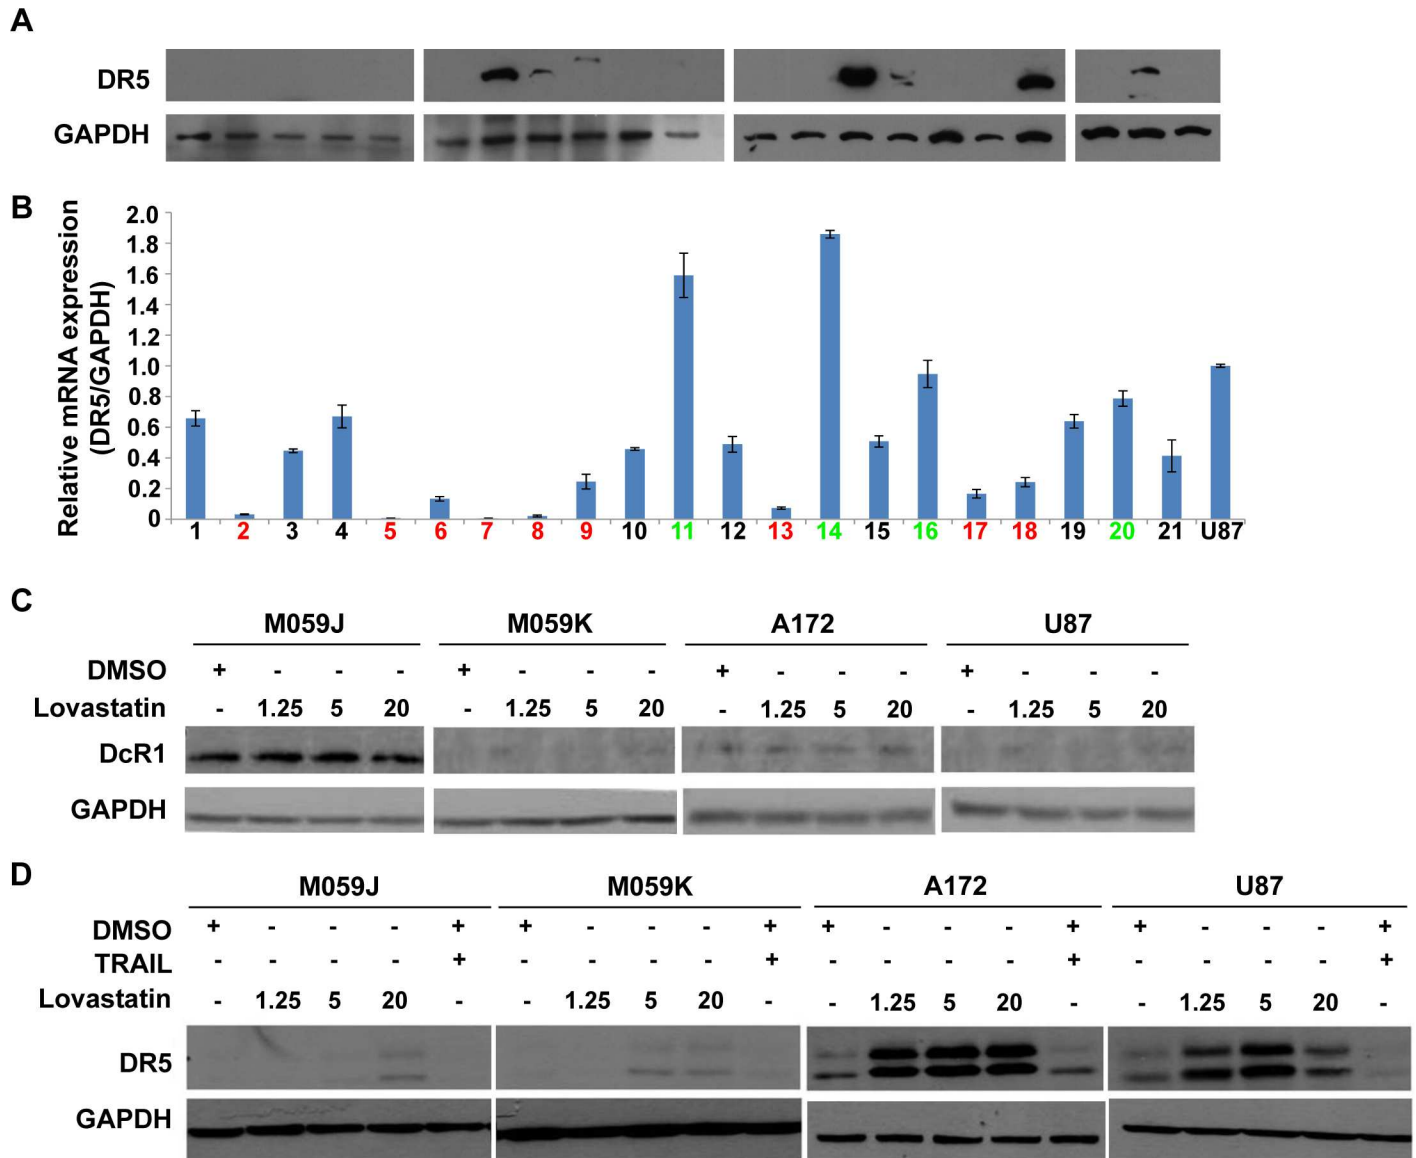 A
DR5
GAPDH
B
Relative mRNA expression
(DR5/GAPDH)
2.0
1.8
1.6
1.4
1.2
1.0
0.8
0.6
0.4
0.2
0
1 2 3 4 5 6 7 8 9 10 11 12 13 14 15 16 17 18 19 20 21 U87
C
M059J M059K A172 U87
DMSO + - - - + - - - + - - - + - - -
Lovastatin - 1.25 5 20 - 1.25 5 20 - 1.25 5 20 - 1.25 5 20
DcR1
GAPDH
D
M059J M059K A172 U87
DMSO + - - - + + - - - + + - - - + + - - - +
TRAIL - - - - + - - - - + - - - - + - - - - +
Lovastatin - 1.25 5 20 - - 1.25 5 20 - - 1.25 5 20 - - 1.25 5 20 -
DR5
GAPDH